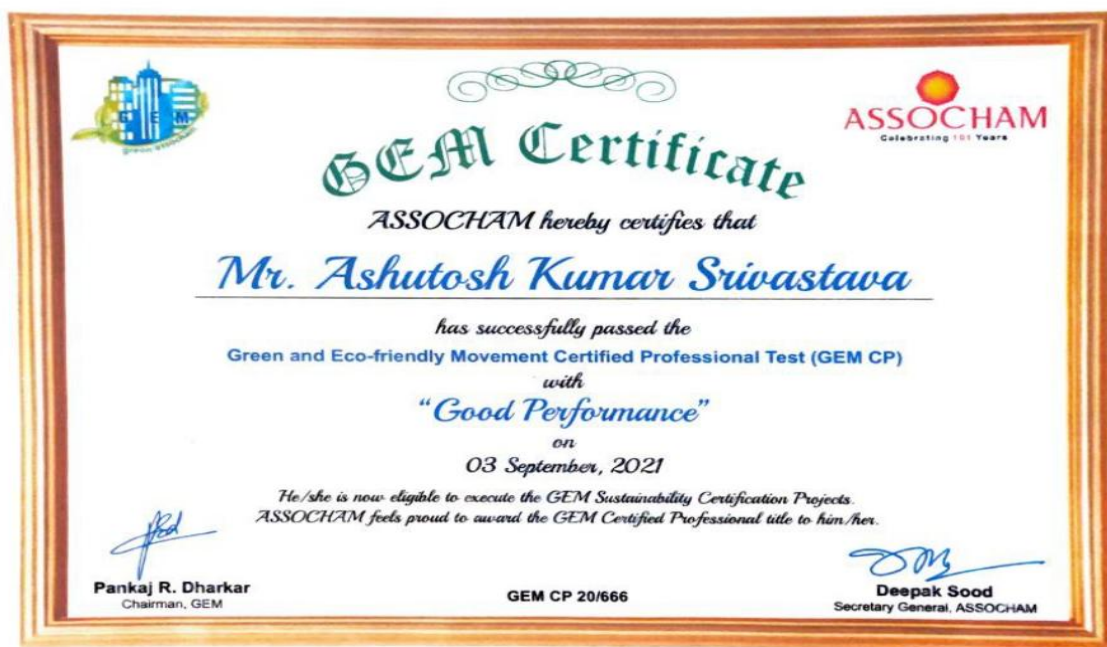 G E M
ASSOCHAM
Celebrating 101 Years
GEM Certificate
ASSOCHAM hereby certifies that
Mr. Ashutosh Kumar Srivastava
has successfully passed the
Green and Eco-friendly Movement Certified Professional Test (GEM CP)
with
“Good Performance”
on
03 September, 2021
He/she is now eligible to execute the GEM Sustainability Certification Projects.
ASSOCHAM feels proud to award the GEM Certified Professional title to him/her.
Pankaj R. Dharkar
Chairman, GEM
GEM CP 20/666
Deepak Sood
Secretary General, ASSOCHAM